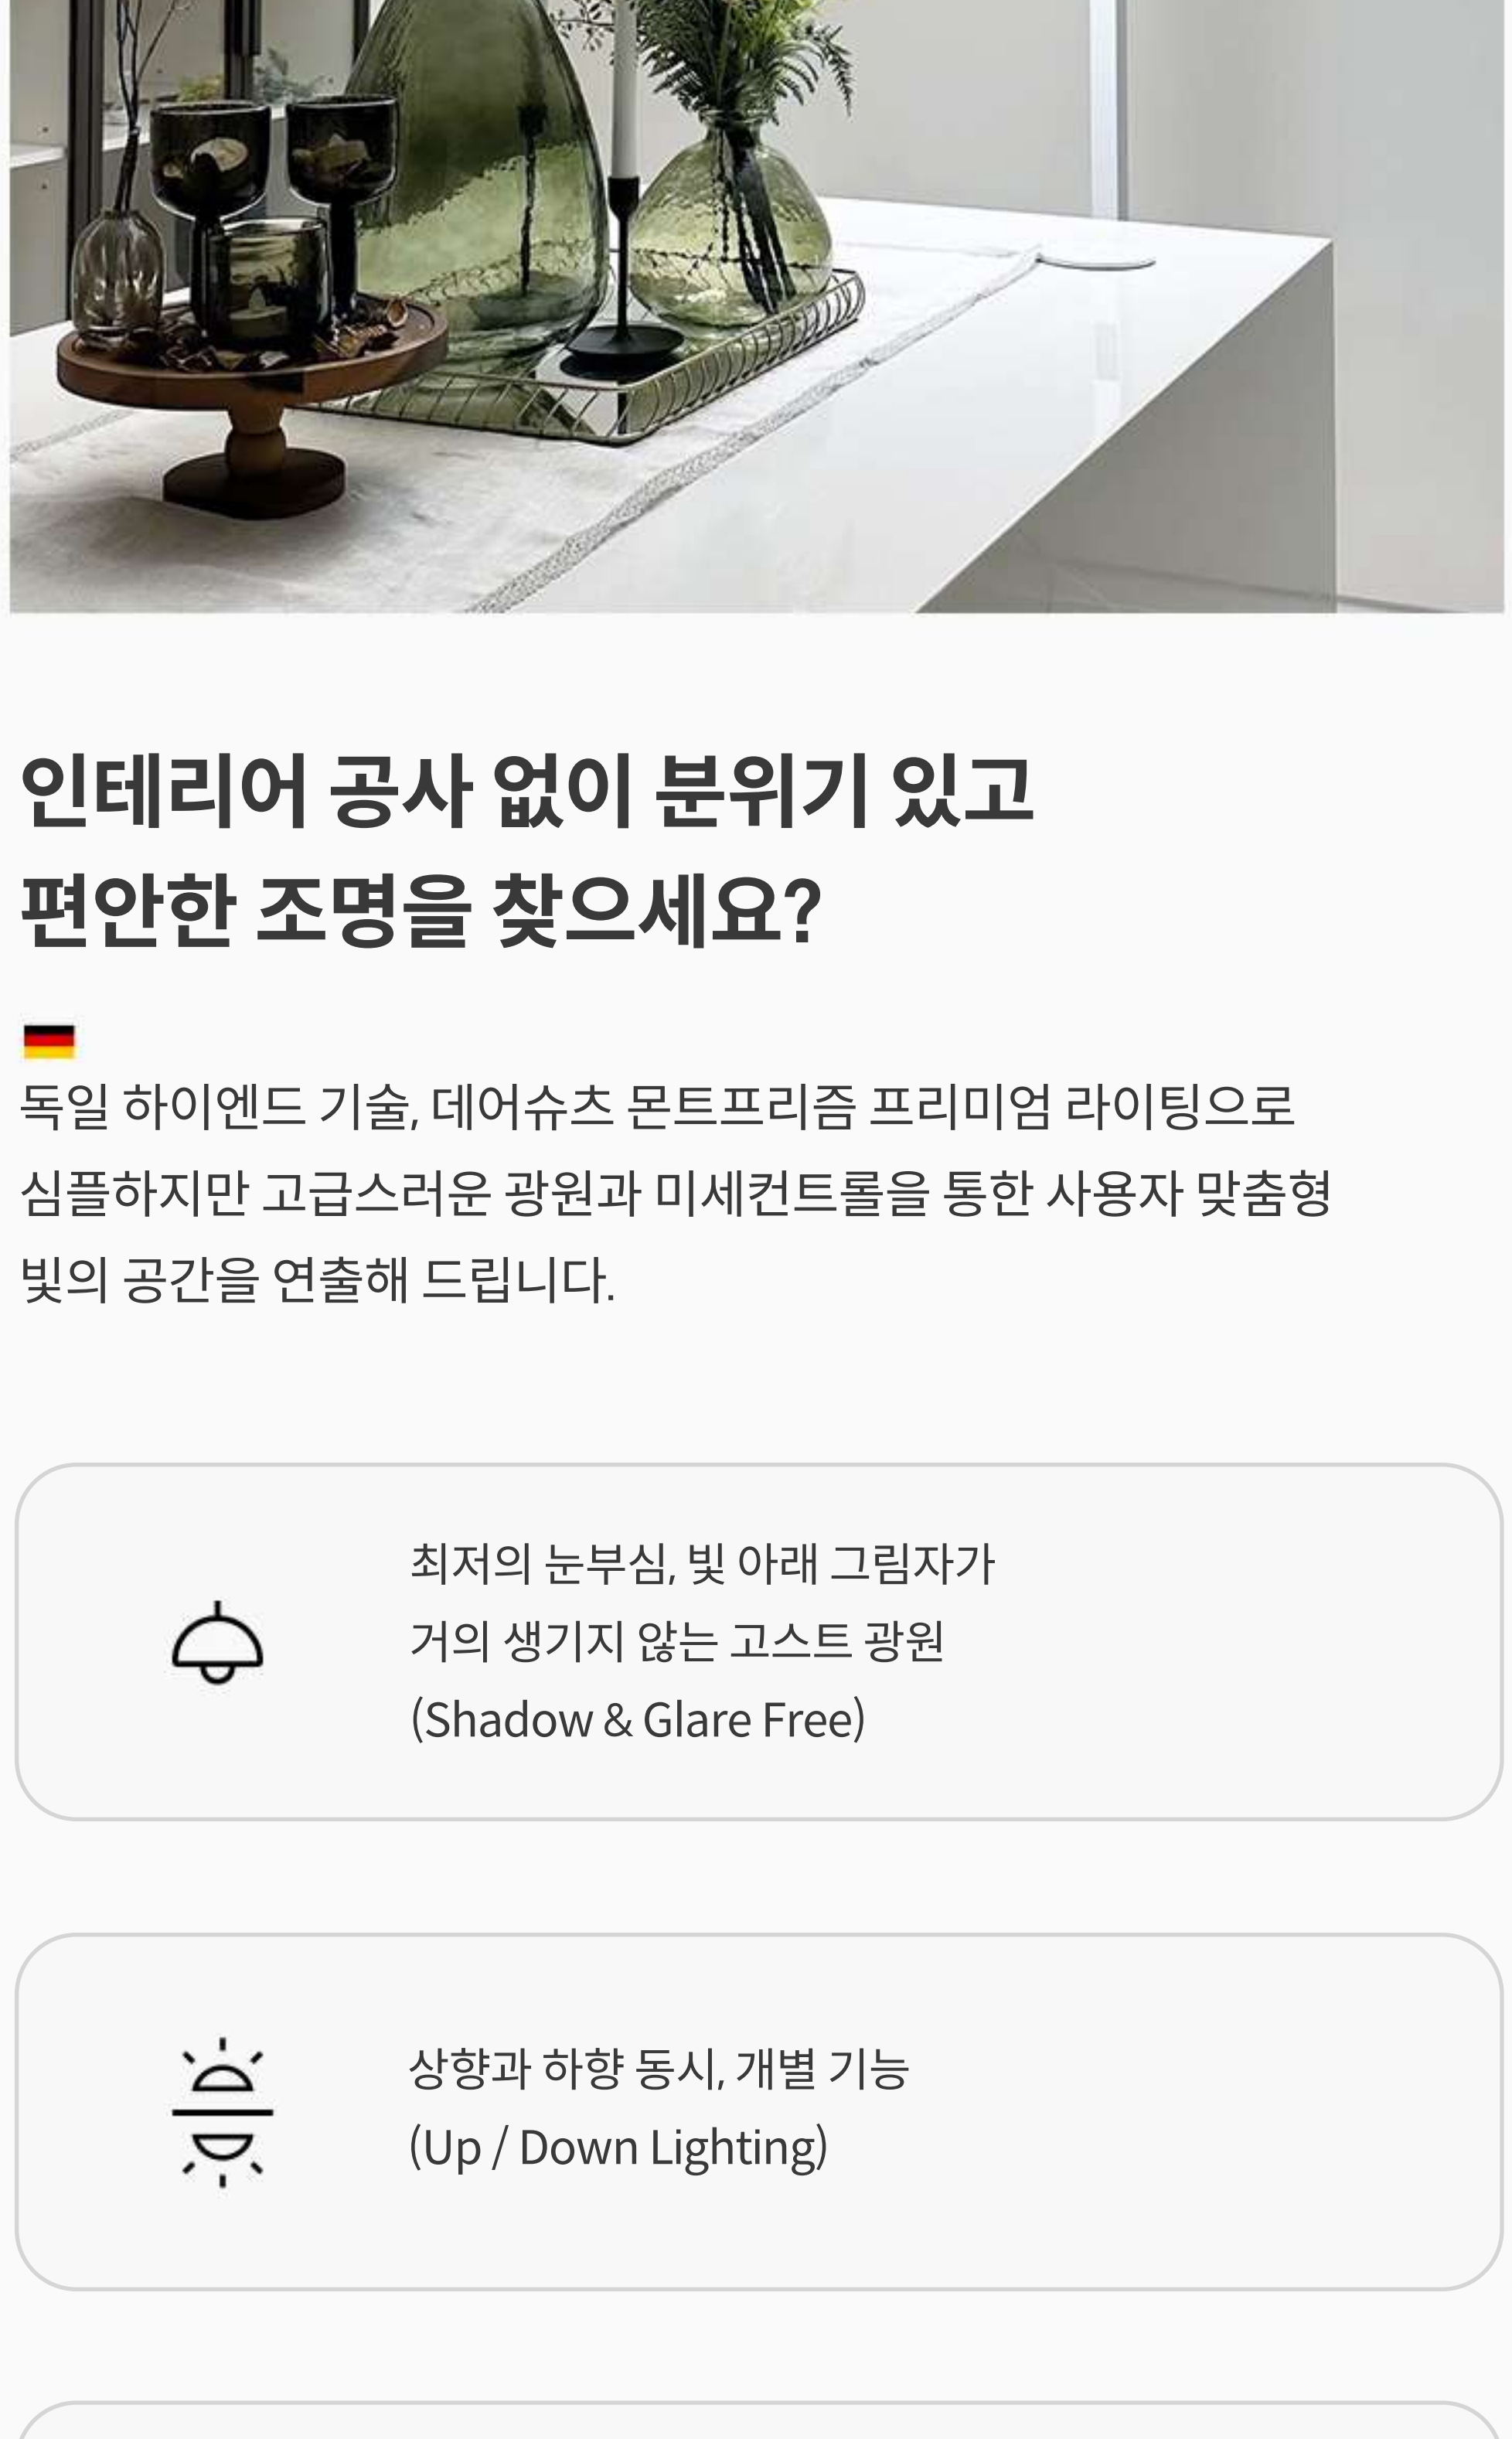 인테리어 공사 없이 분위기 있고
편안한 조명을 찾으세요?
독일 하이엔드 기술, 데어슈츠 몬트프리즘 프리미엄 라이팅으로
심플하지만 고급스러운 광원과 미세컨트롤을 통한 사용자 맞춤형
빛의 공간을 연출해 드립니다.
최저의 눈부심, 빛 아래 그림자가
거의 생기지 않는 고스트 광원
(Shadow & Glare Free)
상향과 하향 동시, 개별 기능
(Up / Down Lighting)